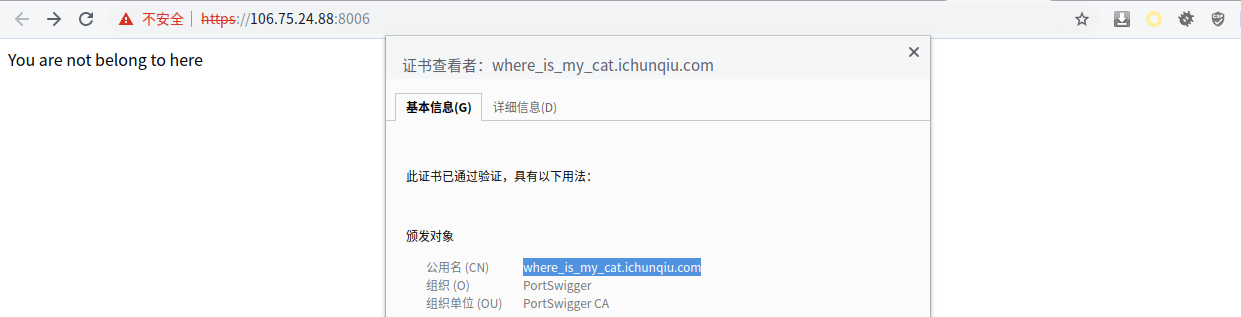 不安全 | https://106.75.24.88:8006
You are not belong to here
证书查看者：where_is_my_cat.ichunqiu.com
基本信息(G) 详细信息(D)
此证书已通过验证，具有以下用法：
颁发对象
公用名 (CN) where_is_my_cat.ichunqiu.com
组织 (O) PortSwigger
组织单位 (OU) PortSwigger CA